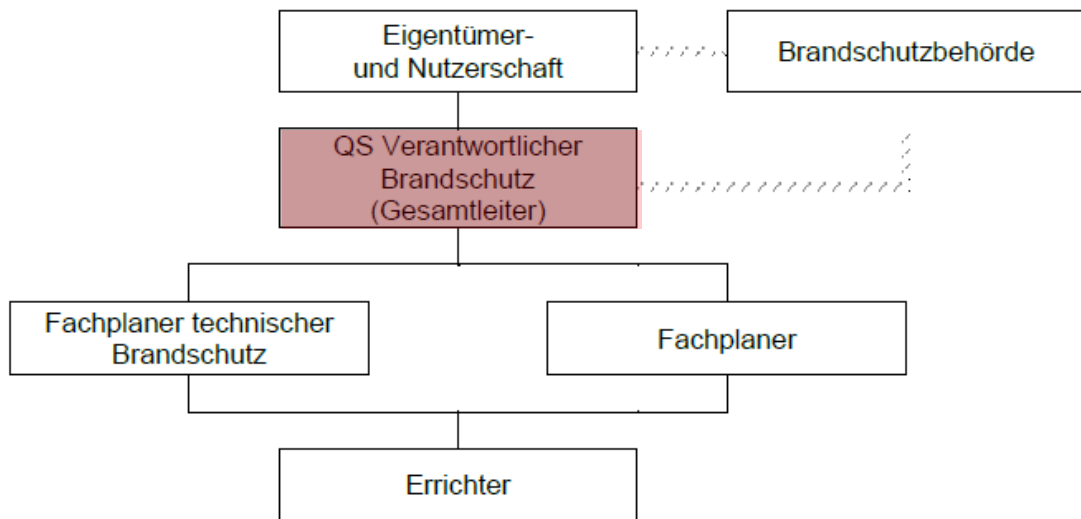 Eigentümer-
und Nutzerschaft
Brandschutzbehörde
QS Verantwortlicher
Brandschutz
(Gesamtleiter)
Fachplaner technischer
Brandschutz
Fachplaner
Errichter